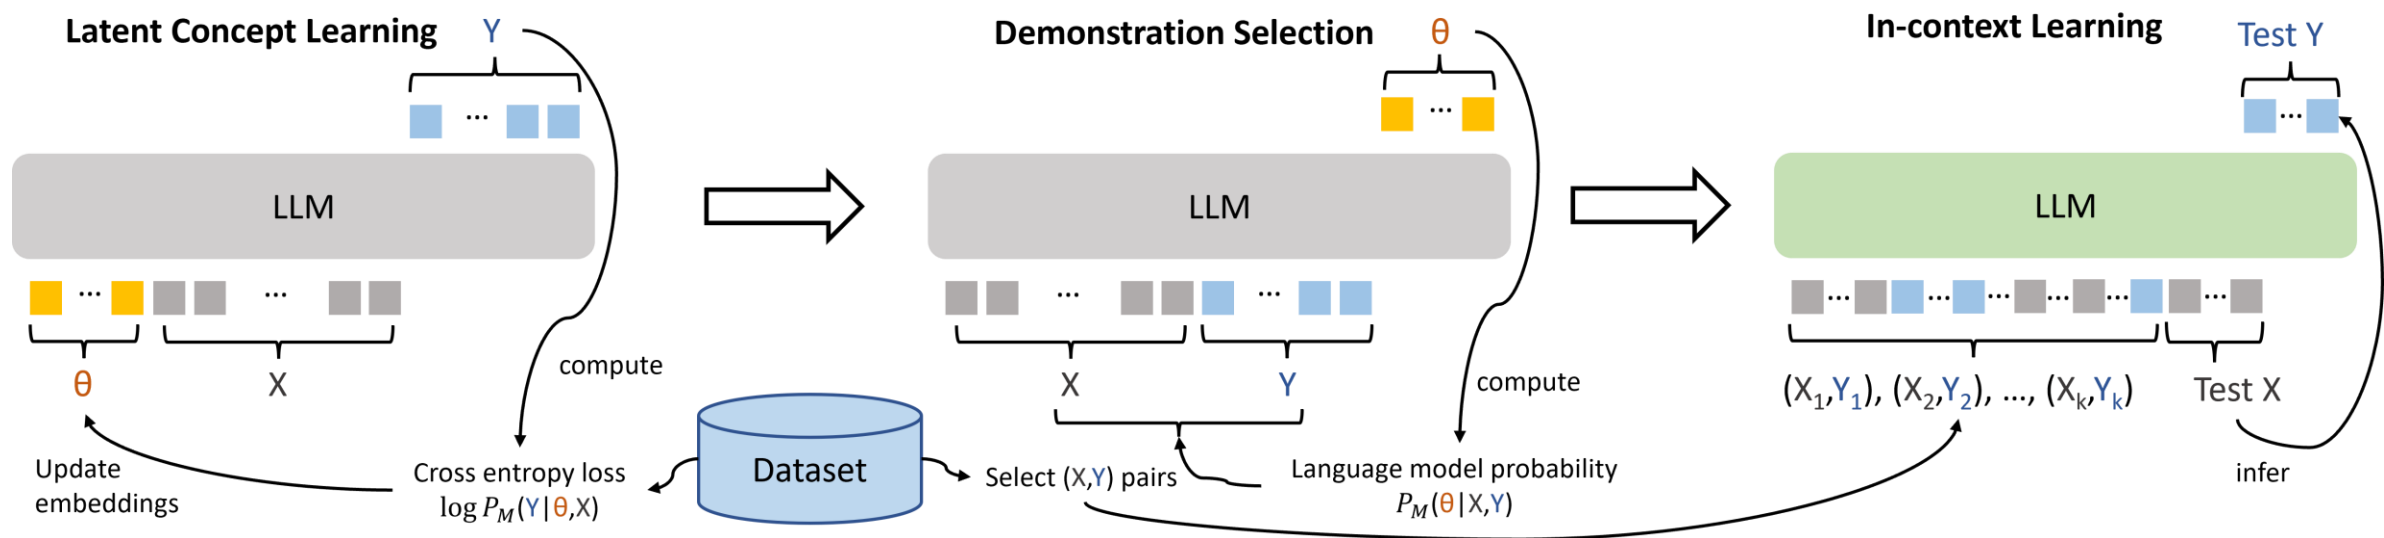 Latent Concept Learning
Y
...
LLM
...
...
θ
X
compute
Update
embeddings
Cross entropy loss
log P_M(Y|θ,X)
Dataset
Demonstration Selection
θ
...
LLM
...
...
X
Y
compute
Select (X,Y) pairs
Language model probability
P_M(θ|X,Y)
In-context Learning
Test Y
...
LLM
... ... ... ... ... ...
(X₁,Y₁), (X₂,Y₂), ..., (Xₖ,Yₖ)
Test X
infer